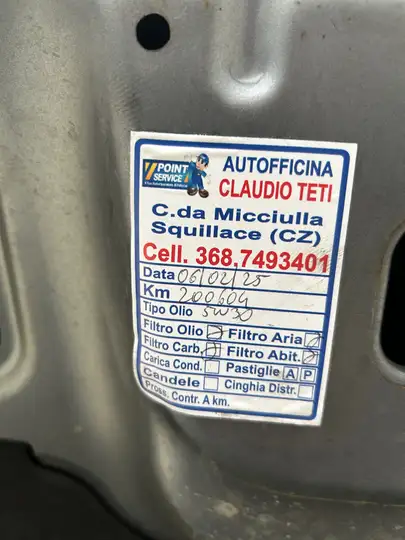 POINT
SERVICE
AUTOFFICINA
CLAUDIO TETI
C.da Micciulla
Squillace (CZ)
Cell. 368.7493401
Data 06/02/25
Km 200604
Tipo Olio 5W30
Filtro Olio Filtro Aria
Filtro Carb. Filtro Abit.
Carica Cond. Pastiglie A P
Candele Cinghia Distr.
Pross. Contr. A km.